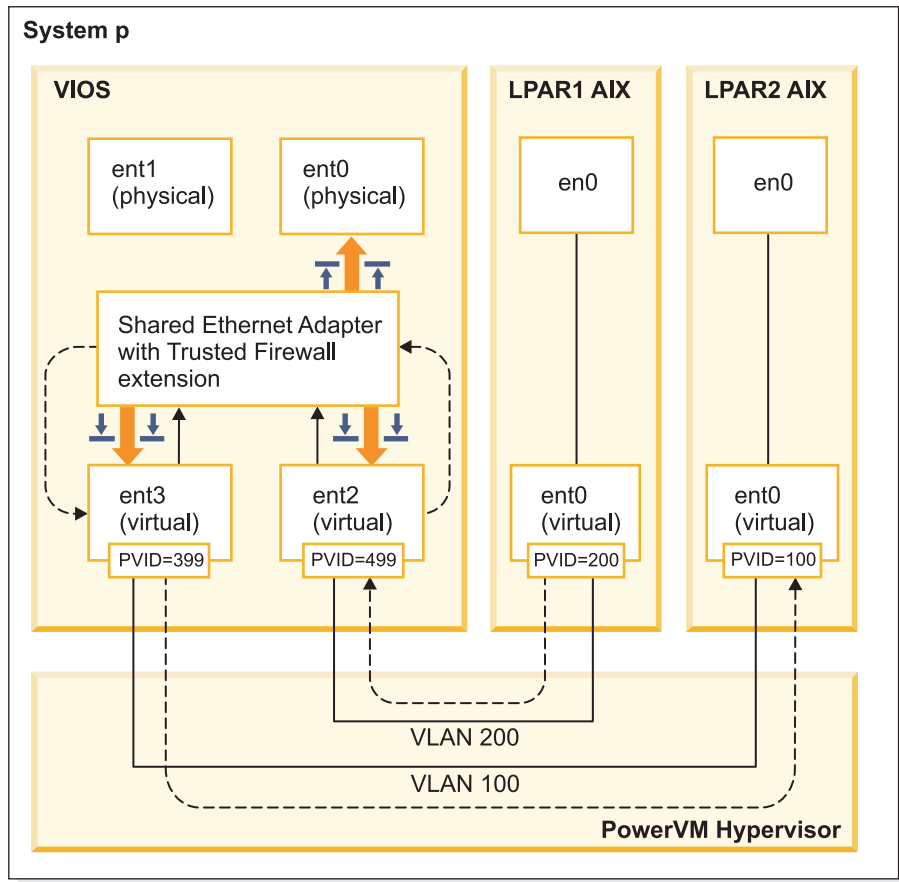 System p
VIOS
LPAR1 AIX
LPAR2 AIX
ent1
(physical)
ent0
(physical)
en0
en0
Shared Ethernet Adapter
with Trusted Firewall
extension
ent3
(virtual)
ent2
(virtual)
ent0
(virtual)
ent0
(virtual)
PVID=399
PVID=499
PVID=200
PVID=100
VLAN 200
VLAN 100
PowerVM Hypervisor